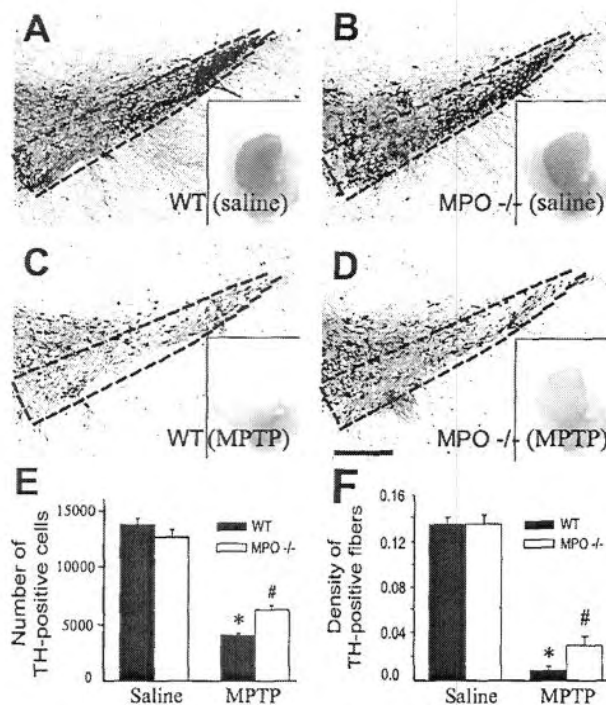 A
WT (saline)
B
MPO -/- (saline)
C
WT (MPTP)
D
MPO -/- (MPTP)
E
Number of
TH-positive cells
15000
10000
5000
0
WT
MPO -/-
*
#
Saline
MPTP
F
Density of
TH-positive fibers
0.16
0.12
0.08
0.04
0.0
WT
MPO -/-
*
#
Saline
MPTP